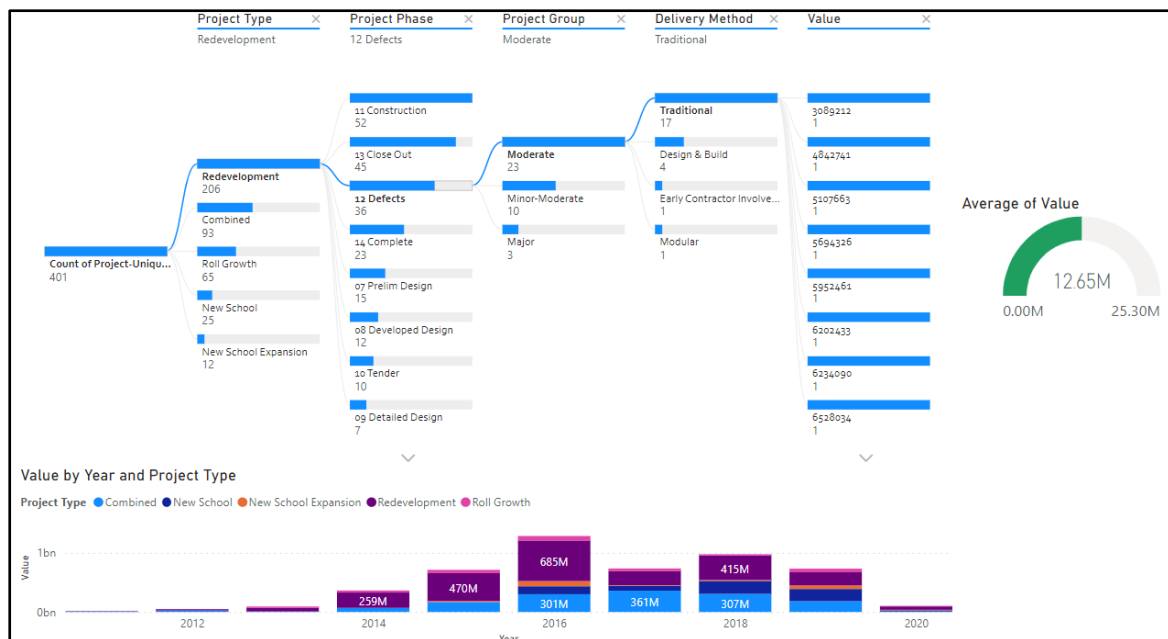 Project Type × Project Phase × Project Group × Delivery Method × Value ×
Redevelopment 12 Defects Moderate Traditional
Count of Project-Uniqu...
401
Redevelopment
206
Combined
93
Roll Growth
65
New School
25
New School Expansion
12
11 Construction
52
13 Close Out
45
12 Defects
36
14 Complete
23
07 Prelim Design
15
08 Developed Design
12
10 Tender
10
09 Detailed Design
7
Moderate
23
Minor-Moderate
10
Major
3
Traditional
17
Design & Build
4
Early Contractor Involve...
1
Modular
1
3089212
1
4842741
1
5107663
1
5694326
1
5952461
1
6202433
1
6234090
1
6528034
1
Average of Value
12.65M
0.00M 25.30M
Value by Year and Project Type
Project Type Combined New School New School Expansion Redevelopment Roll Growth
Value
1bn
0bn
259M
470M
685M
301M
361M
415M
307M
2012 2014 2016 2018 2020
Year